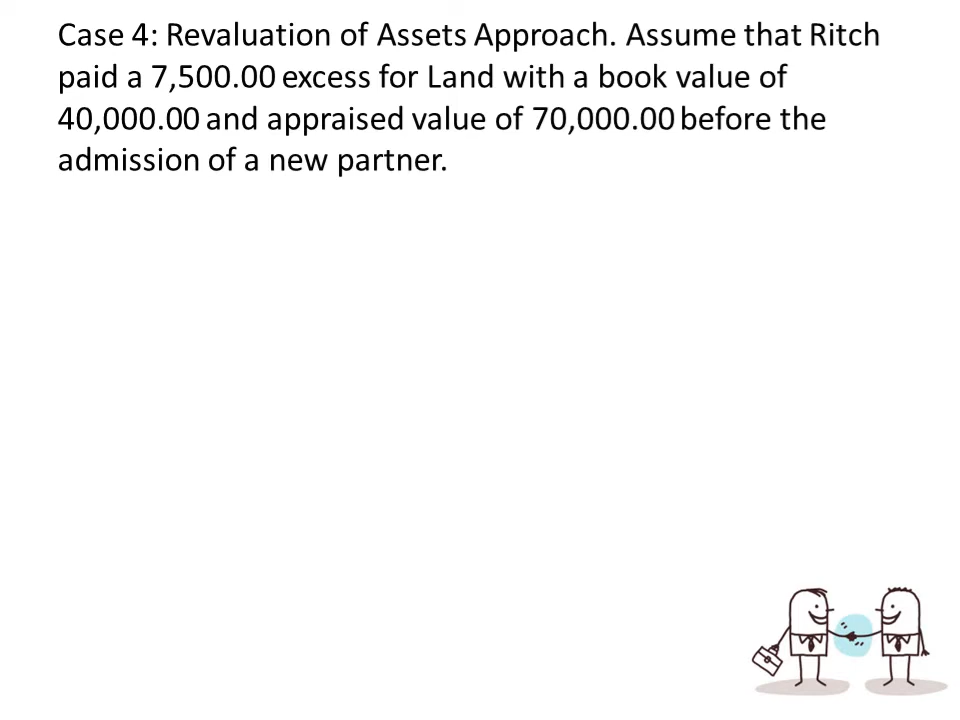 Case 4: Revaluation of Assets Approach. Assume that Ritch
paid a 7,500.00 excess for Land with a book value of
40,000.00 and appraised value of 70,000.00 before the
admission of a new partner.